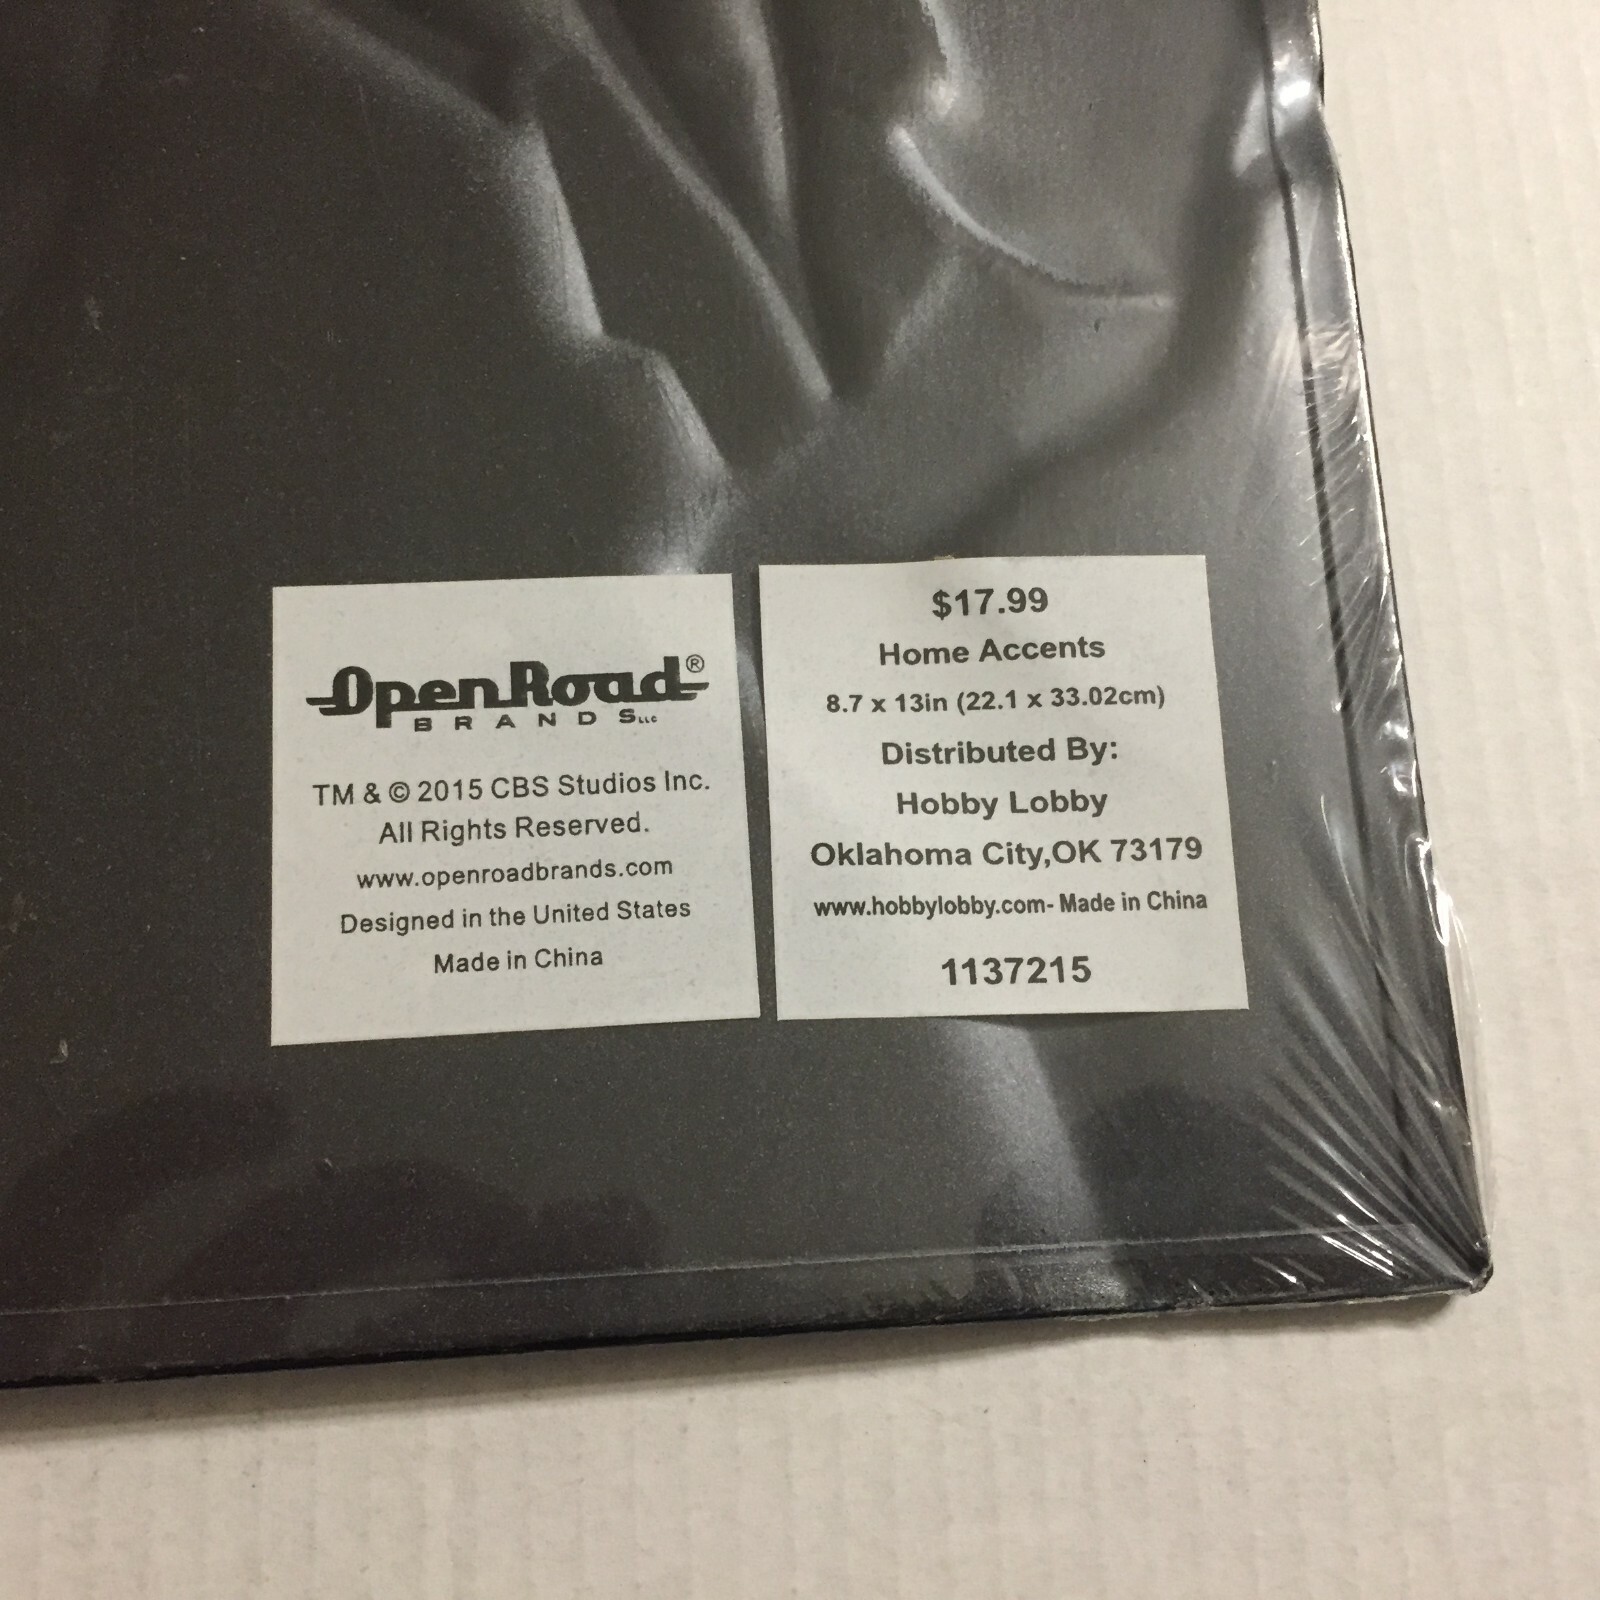 OpenRoad®
BRANDS LLC
TM & © 2015 CBS Studios Inc.
All Rights Reserved.
www.openroadbrands.com
Designed in the United States
Made in China
$17.99
Home Accents
8.7 x 13in (22.1 x 33.02cm)
Distributed By:
Hobby Lobby
Oklahoma City,OK 73179
www.hobbylobby.com- Made in China
1137215